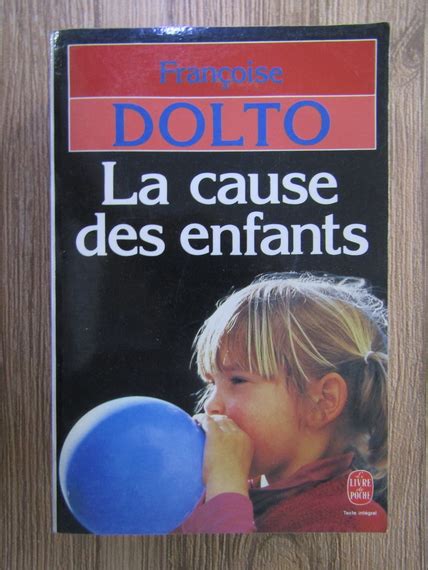 Françoise
DOLTO
La cause
des enfants
Le
LIVRE
de
POCHE
Texte intégral